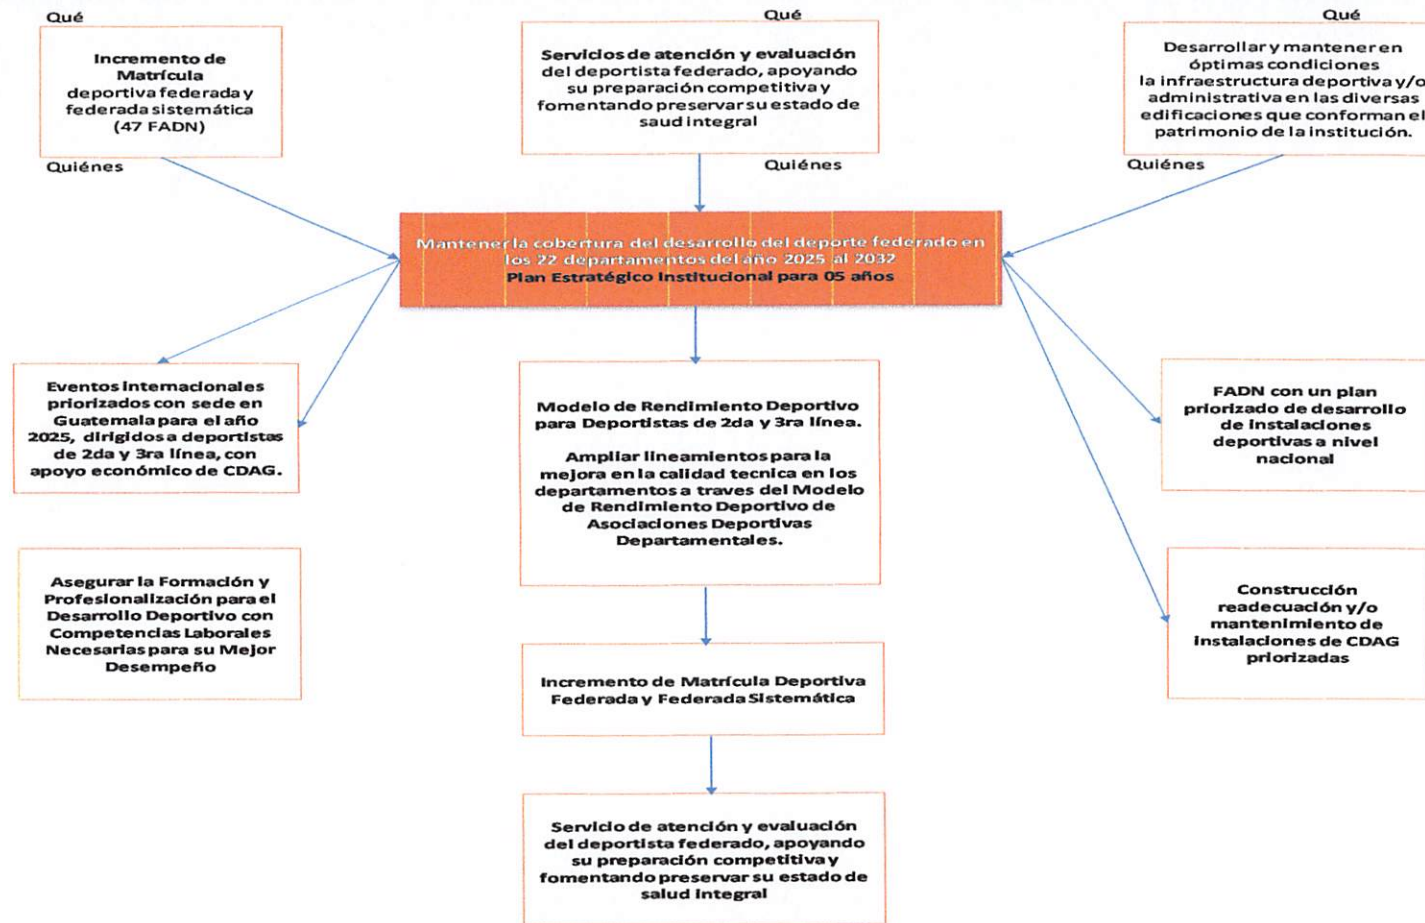 Qué
Incremento de
Matrícula
deportiva federada y
federada sistemática
(47 FADN)
Quiénes
Qué
Servicios de atención y evaluación
del deportista federado, apoyando
su preparación competitiva y
fomentando preservar su estado de
saud integral
Quiénes
Qué
Desarrollar y mantener en
óptimas condiciones
la infraestructura deportiva y/o
administrativa en las diversas
edificaciones que conforman el
patrimonio de la institución.
Quiénes
Mantener la cobertura del desarrollo del deporte federado en
los 22 departamentos del año 2025 al 2032
Plan Estratégico Institucional para 05 años
Eventos Internacionales
priorizados con sede en
Guatemala para el año
2025, dirigidos a deportistas
de 2da y 3ra línea, con
apoyo económico de CDAG.
Asegurar la Formación y
Profesionalización para el
Desarrollo Deportivo con
Competencias Laborales
Necesarias para su Mejor
Desempeño
Modelo de Rendimiento Deportivo
para Deportistas de 2da y 3ra línea.
Ampliar lineamientos para la
mejora en la calidad tecnica en los
departamentos a traves del Modelo
de Rendimiento Deportivo de
Asociaciones Deportivas
Departamentales.
Incremento de Matrícula Deportiva
Federada y Federada Sistemática
Servicio de atención y evaluación
del deportista federado, apoyando
su preparación competitiva y
fomentando preservar su estado de
salud integral
FADN con un plan
priorizado de desarrollo
de instalaciones
deportivas a nivel
nacional
Construcción
readecuación y/o
mantenimiento de
instalaciones de CDAG
priorizadas